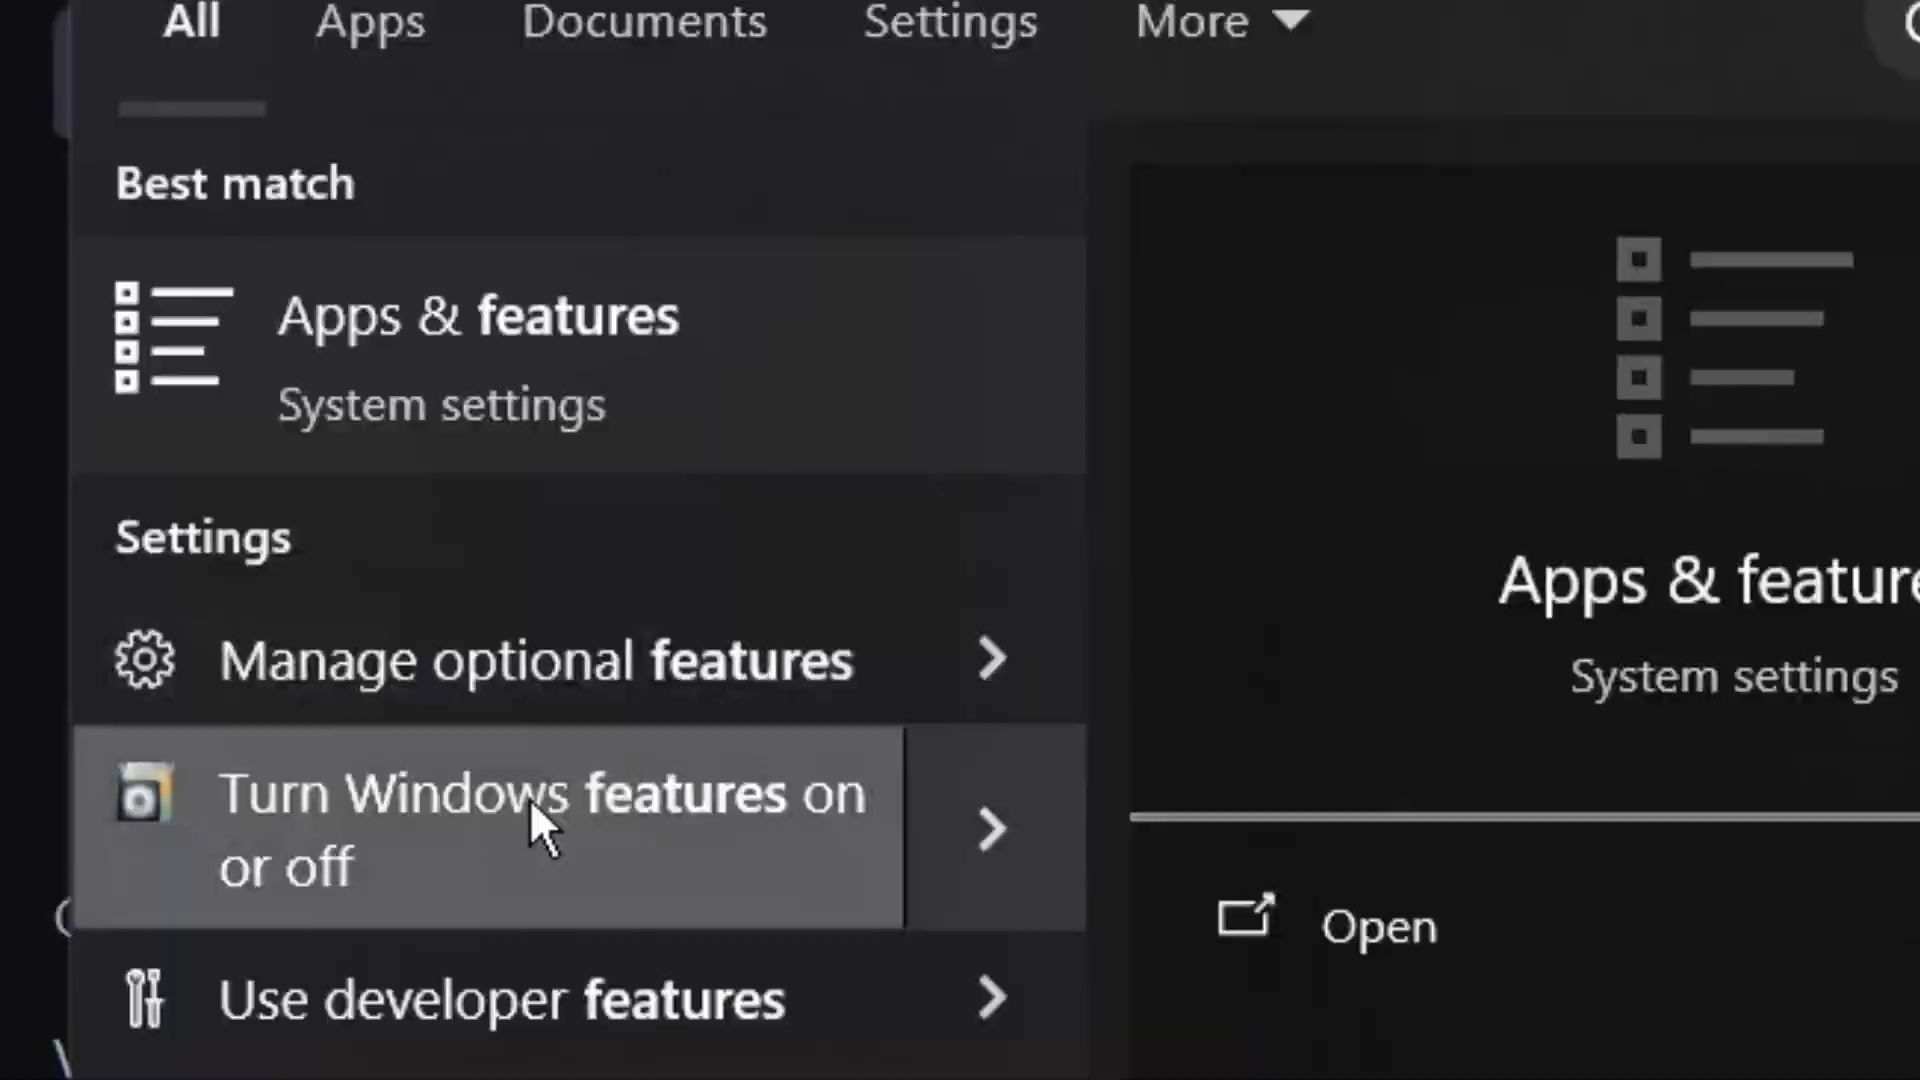 All Apps Documents Settings More
Best match
Apps & features
System settings
Settings
Manage optional features
Turn Windows features on
or off
Use developer features
Apps & feature
System settings
Open